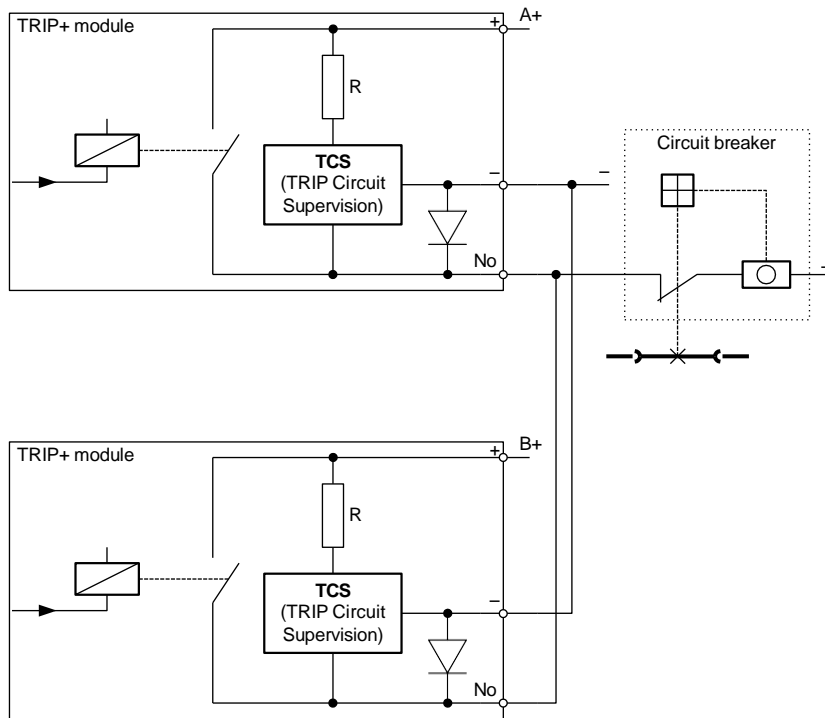 TRIP+ module
+
A+
R
TCS
(TRIP Circuit
Supervision)
–
–
No
Circuit breaker
–
TRIP+ module
+
B+
R
TCS
(TRIP Circuit
Supervision)
–
No